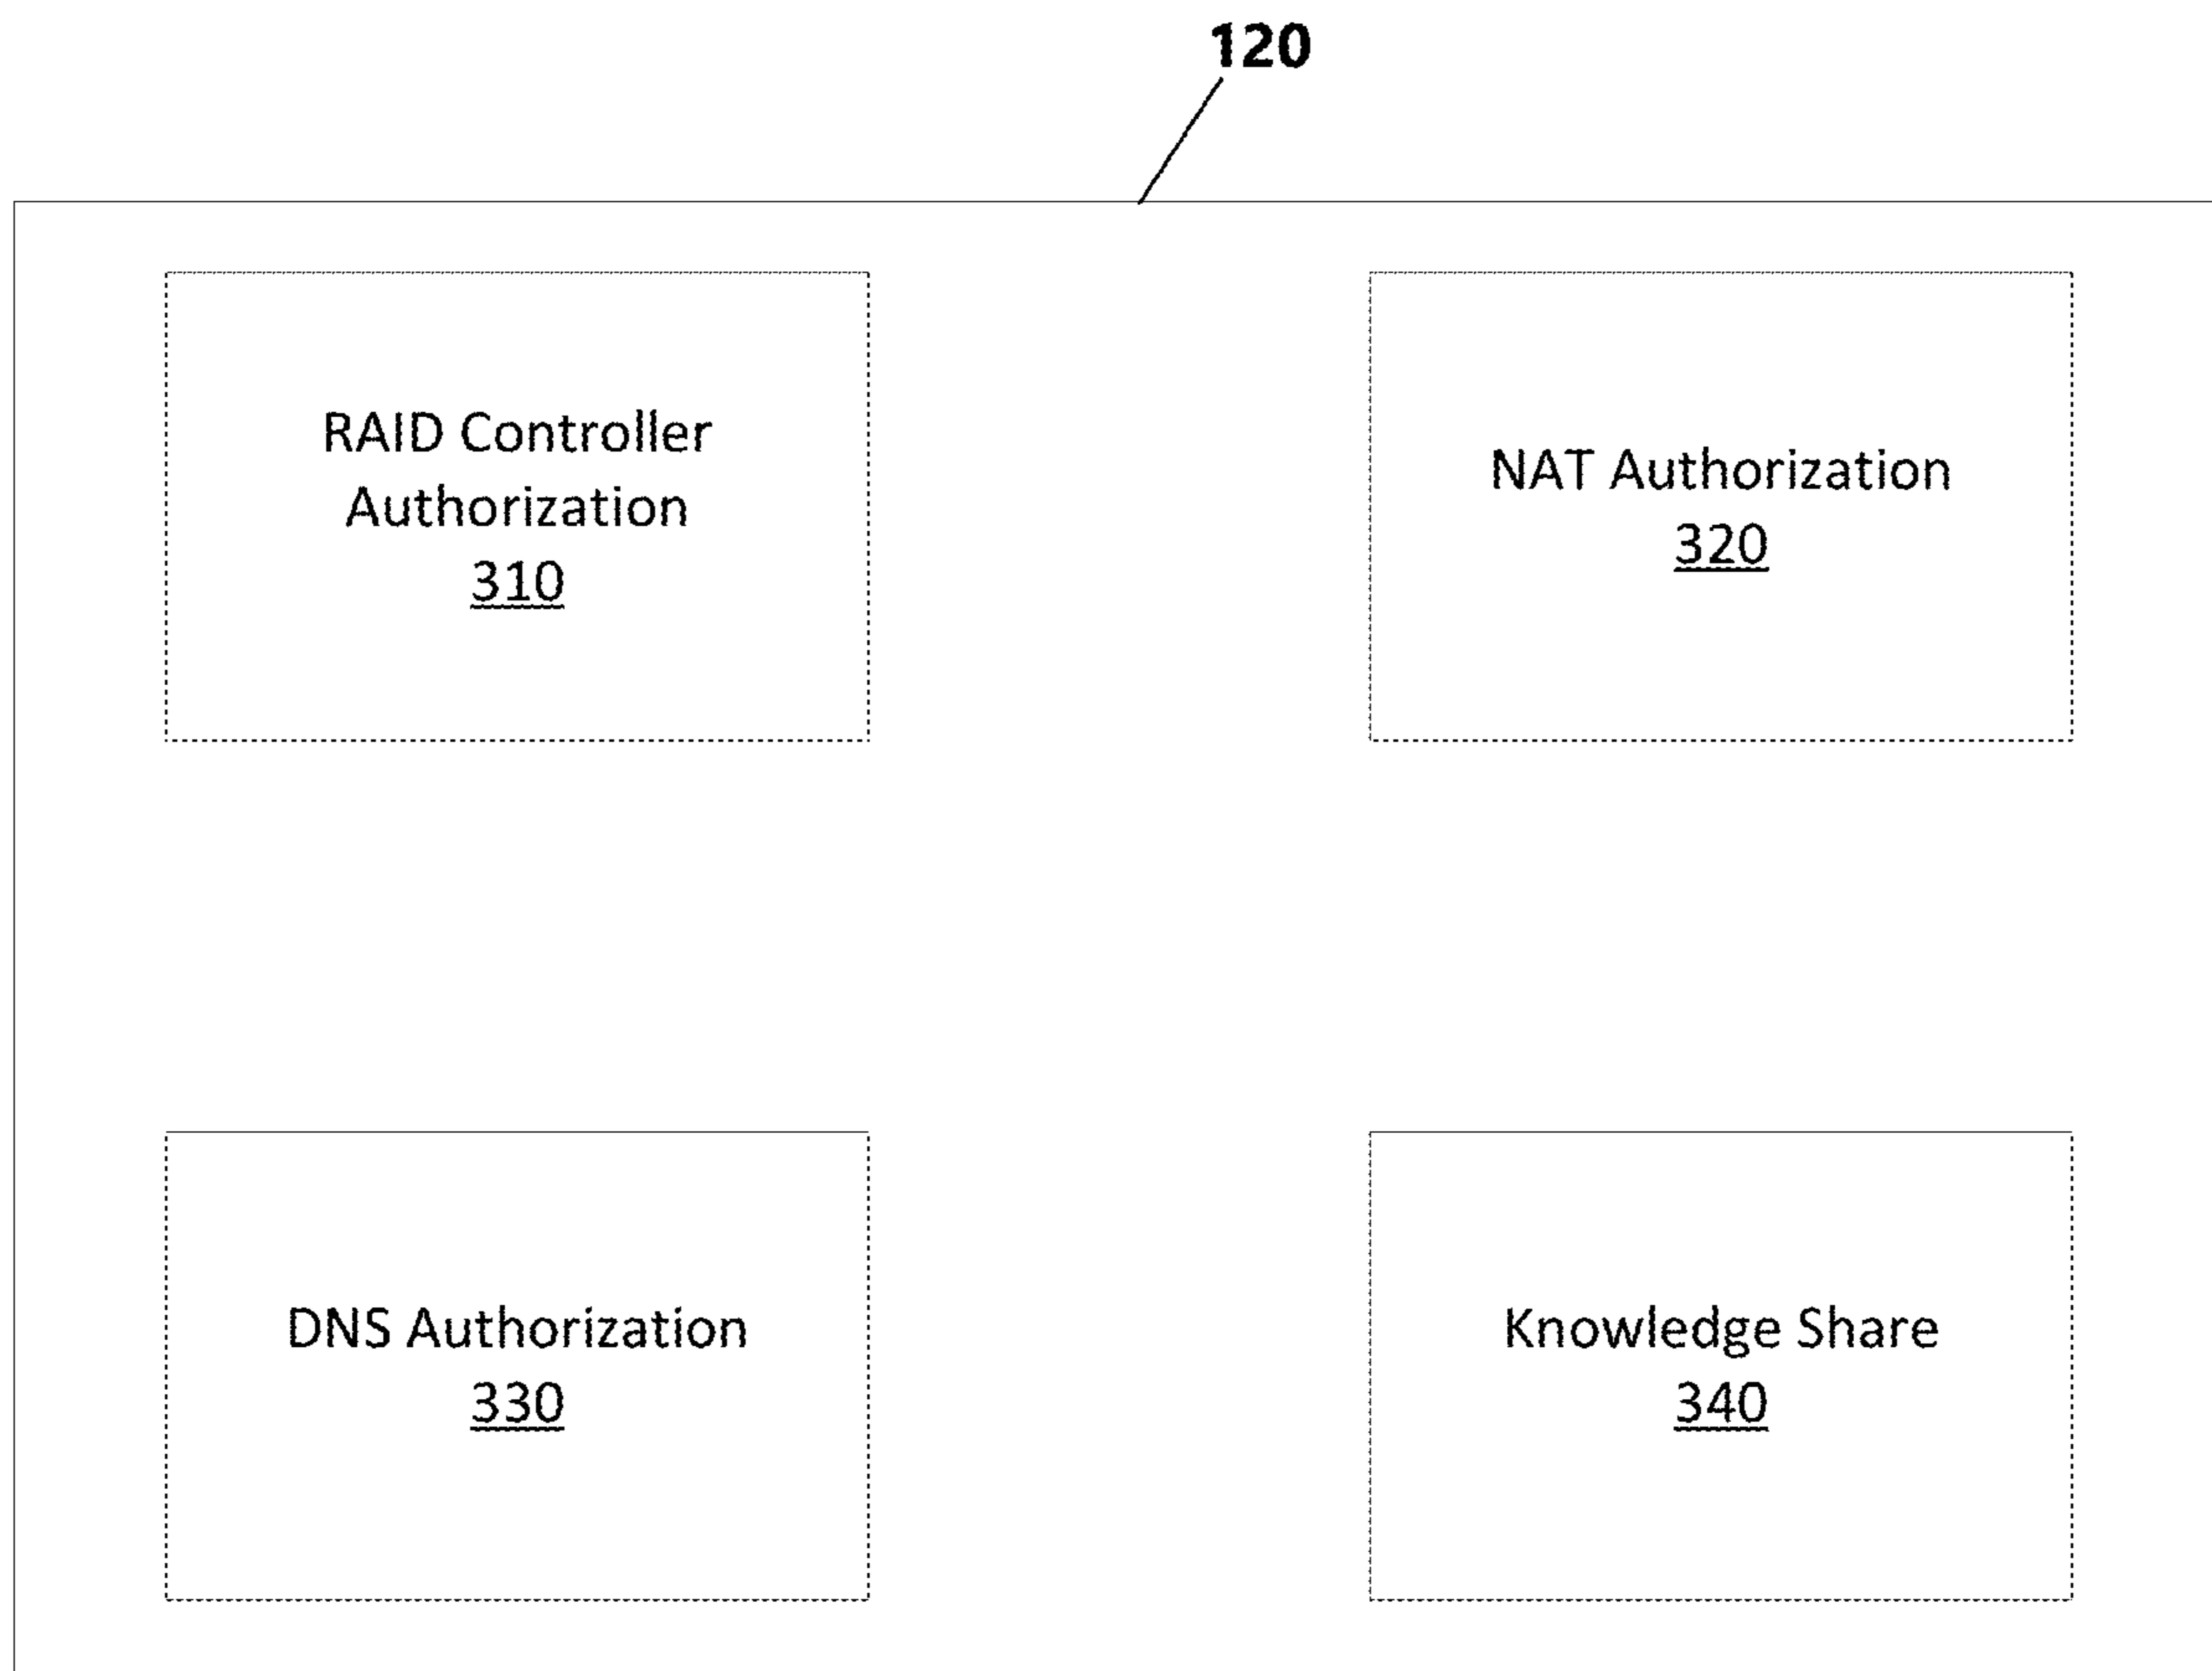 120
RAID Controller
Authorization
310
NAT Authorization
320
DNS Authorization
330
Knowledge Share
340